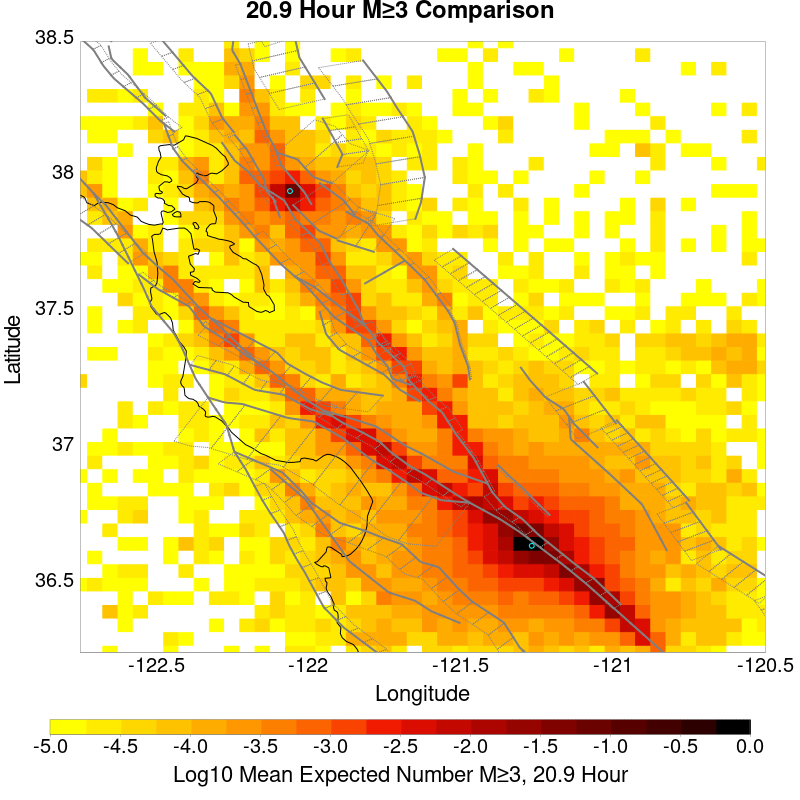 20.9 Hour M≥3 Comparison
38.5
38
37.5
37
36.5
Latitude
-122.5 -122 -121.5 -121 -120.5
Longitude
-5.0 -4.5 -4.0 -3.5 -3.0 -2.5 -2.0 -1.5 -1.0 -0.5 0.0
Log10 Mean Expected Number M≥3, 20.9 Hour